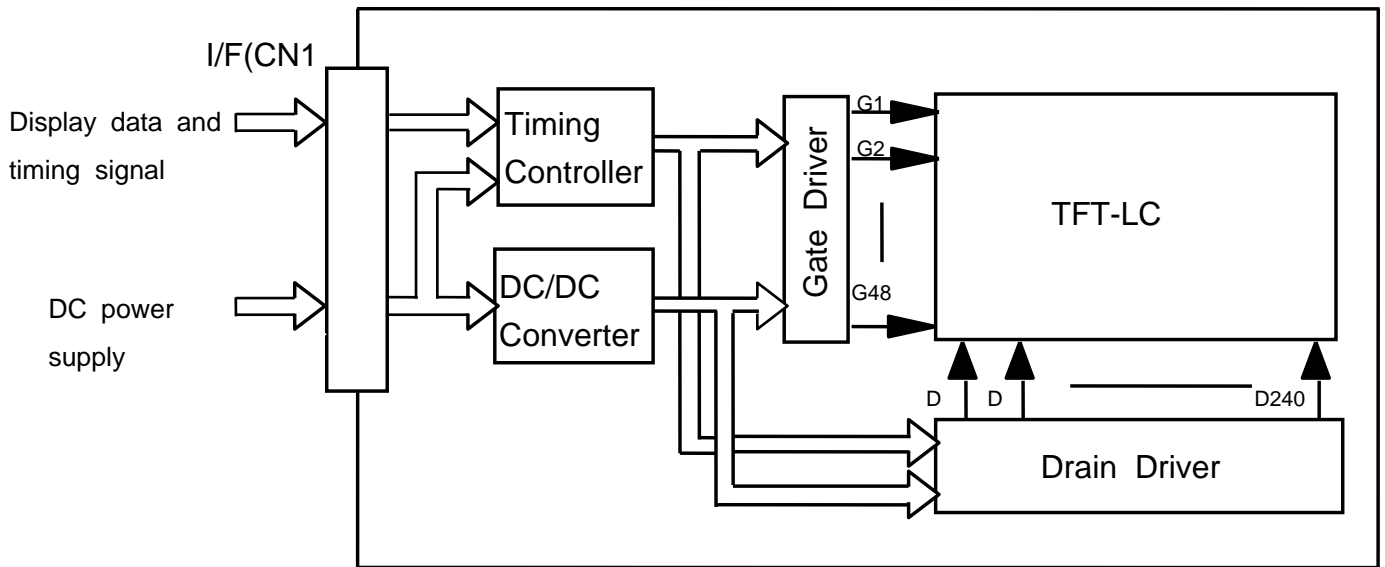 I/F(CN1
Display data and
timing signal
DC power
supply
Timing
Controller
DC/DC
Converter
Gate Driver
G1
G2
G48
TFT-LC
D
D
D240
Drain Driver